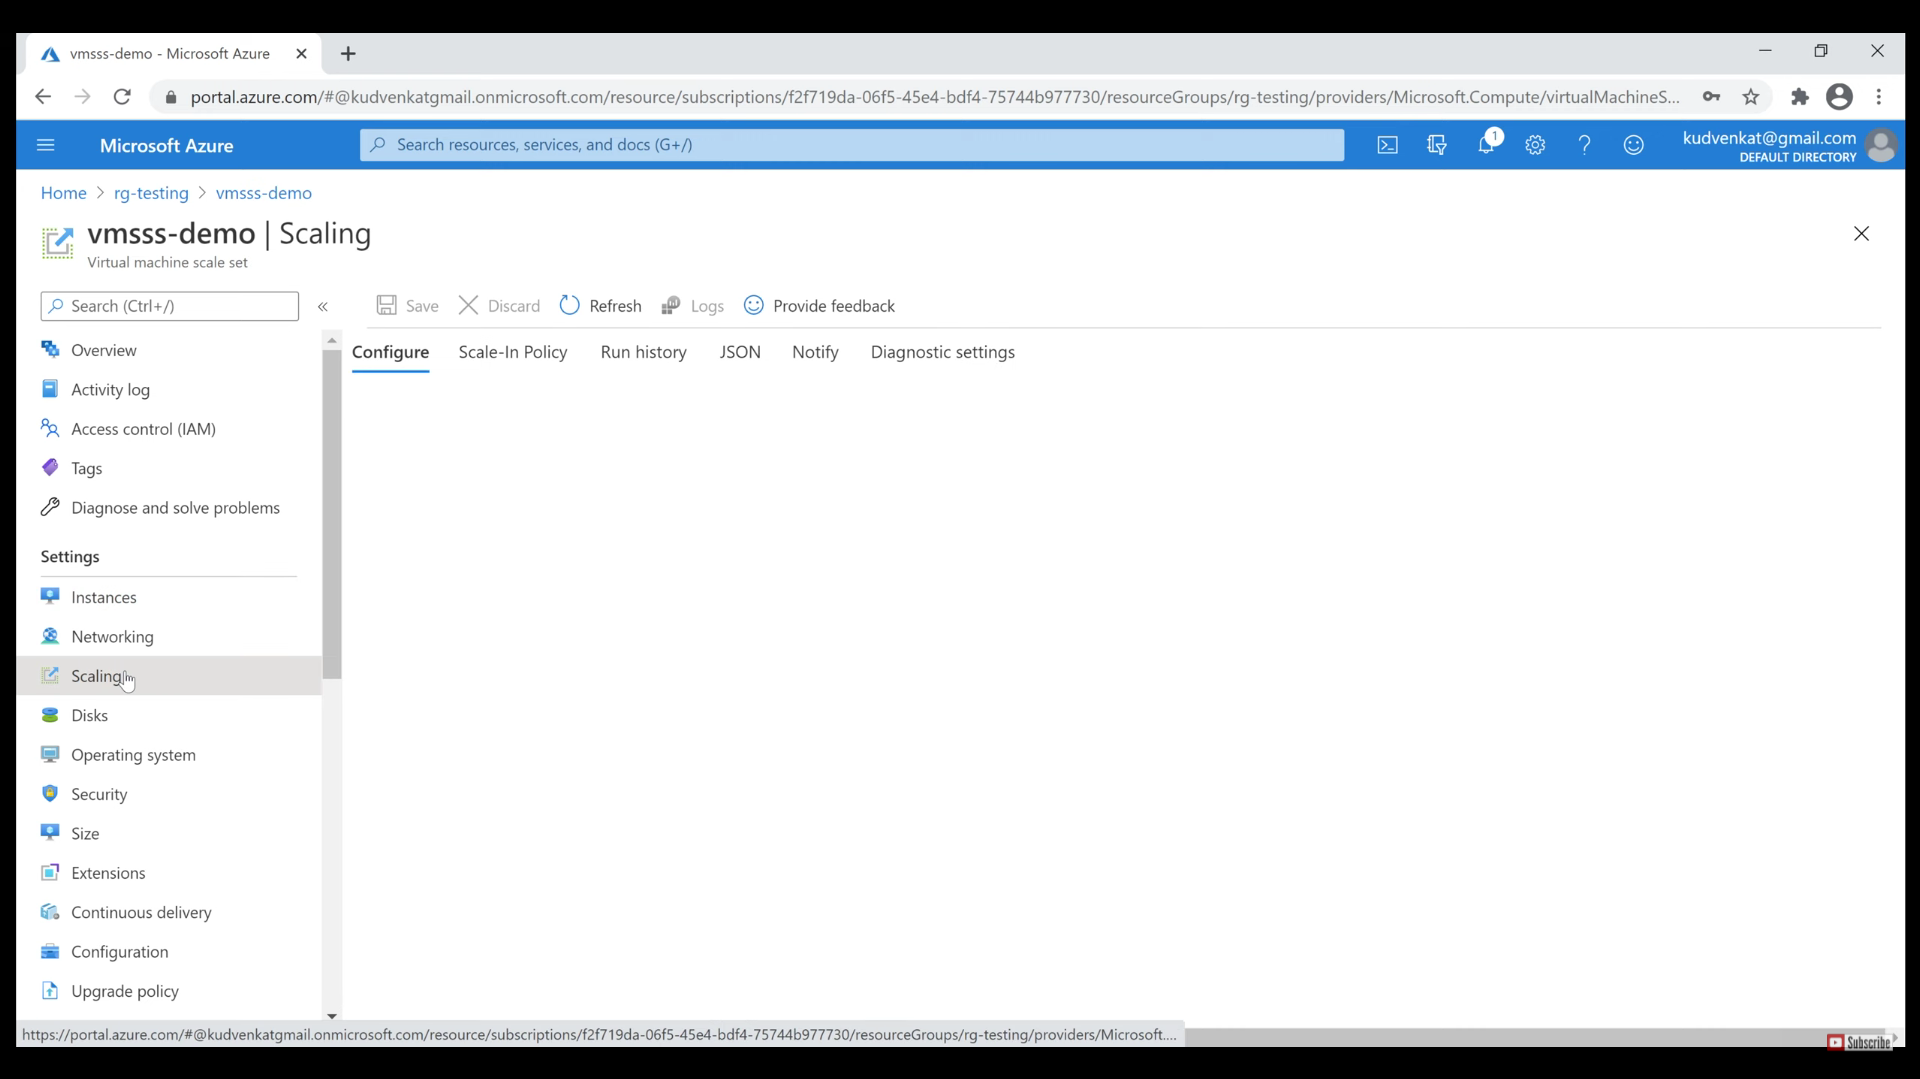 vmsss-demo - Microsoft Azure
portal.azure.com/#@kudvenkatgmail.onmicrosoft.com/resource/subscriptions/f2f719da-06f5-45e4-bdf4-75744b977730/resourceGroups/rg-testing/providers/Microsoft.Compute/virtualMachineS...
Microsoft Azure
Search resources, services, and docs (G+/)
1
kudvenkat@gmail.com
DEFAULT DIRECTORY
Home > rg-testing > vmsss-demo
vmsss-demo | Scaling
Virtual machine scale set
Search (Ctrl+/)
«
Save
Discard
Refresh
Logs
Provide feedback
Configure
Scale-In Policy
Run history
JSON
Notify
Diagnostic settings
Overview
Activity log
Access control (IAM)
Tags
Diagnose and solve problems
Settings
Instances
Networking
Scaling
Disks
Operating system
Security
Size
Extensions
Continuous delivery
Configuration
Upgrade policy
https://portal.azure.com/#@kudvenkatgmail.onmicrosoft.com/resource/subscriptions/f2f719da-06f5-45e4-bdf4-75744b977730/resourceGroups/rg-testing/providers/Microsoft....
Subscribe